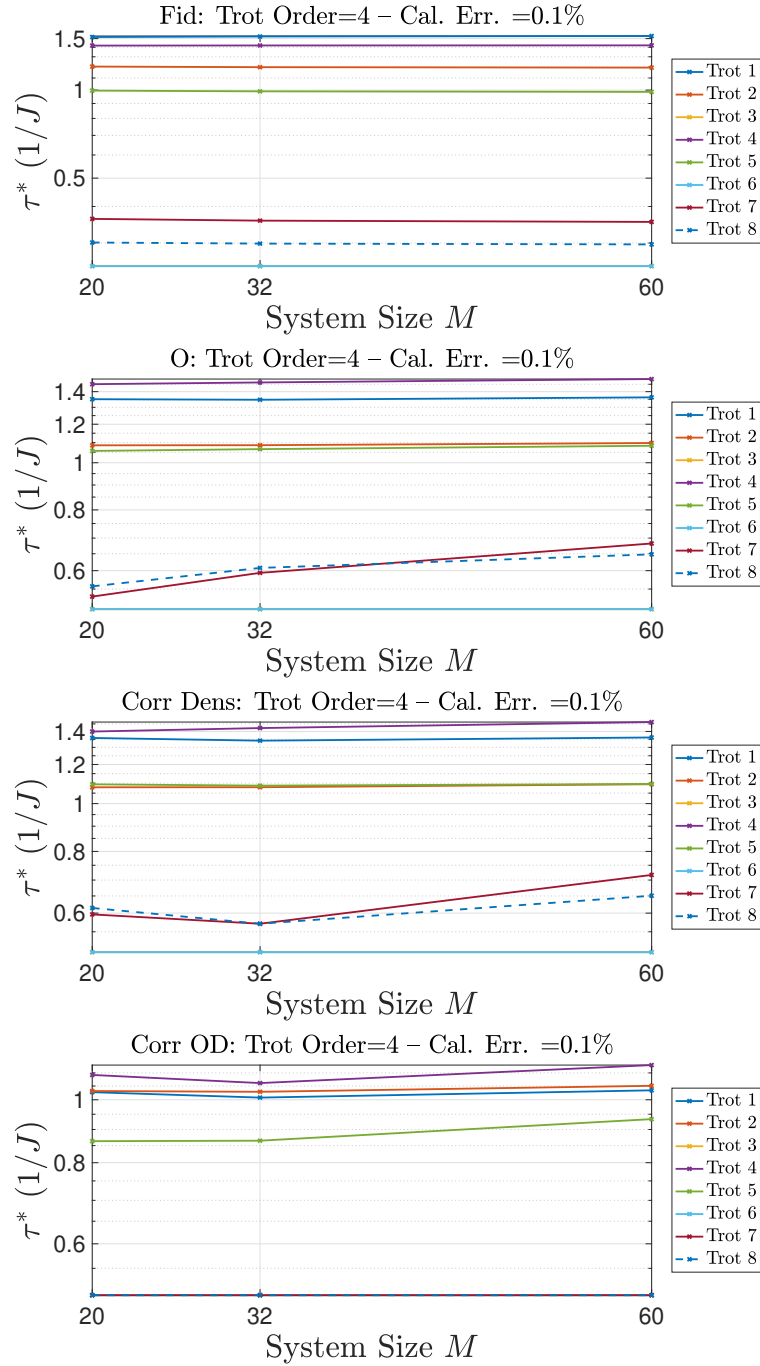 Fid: Trot Order=4 – Cal. Err. =0.1%
1.5
1
0.5
τ* (1/J)
20 32 60
System Size M
Trot 1
Trot 2
Trot 3
Trot 4
Trot 5
Trot 6
Trot 7
Trot 8
O: Trot Order=4 – Cal. Err. =0.1%
1.4
1.2
1
0.8
0.6
τ* (1/J)
20 32 60
System Size M
Trot 1
Trot 2
Trot 3
Trot 4
Trot 5
Trot 6
Trot 7
Trot 8
Corr Dens: Trot Order=4 – Cal. Err. =0.1%
1.4
1.2
1
0.8
0.6
τ* (1/J)
20 32 60
System Size M
Trot 1
Trot 2
Trot 3
Trot 4
Trot 5
Trot 6
Trot 7
Trot 8
Corr OD: Trot Order=4 – Cal. Err. =0.1%
1
0.8
0.6
τ* (1/J)
20 32 60
System Size M
Trot 1
Trot 2
Trot 3
Trot 4
Trot 5
Trot 6
Trot 7
Trot 8